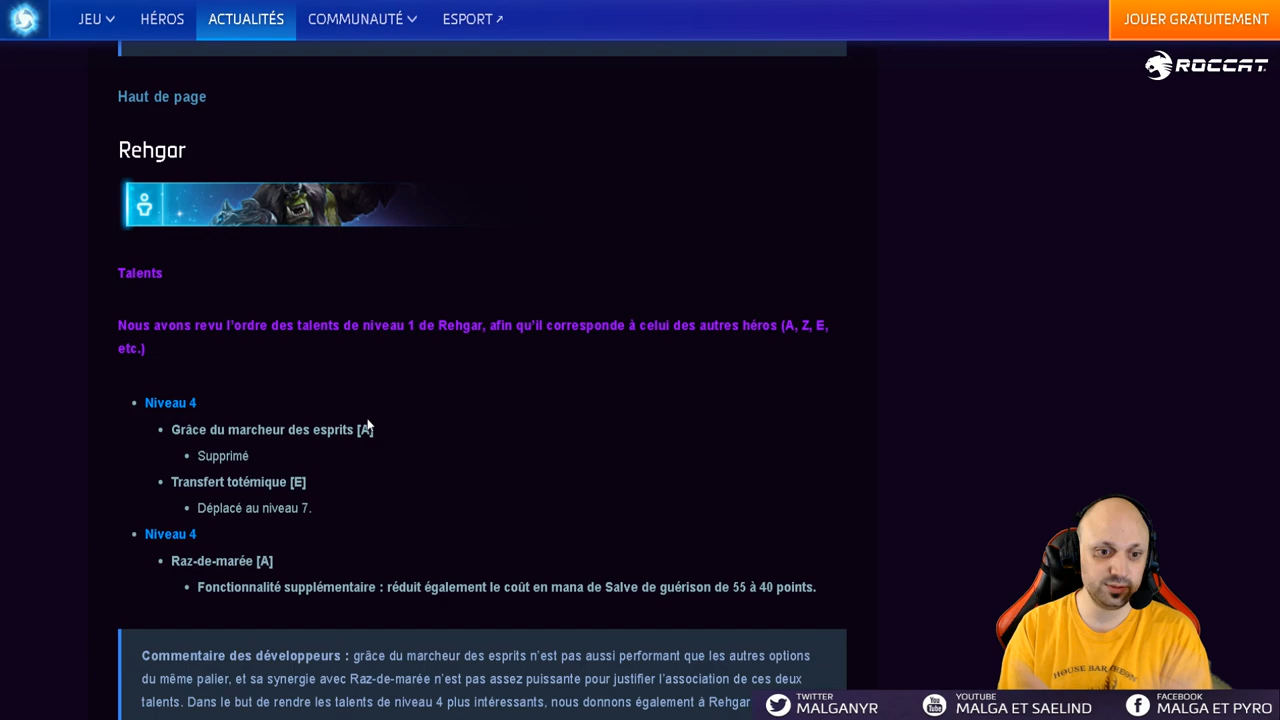 JEU HÉROS ACTUALITÉS COMMUNAUTÉ ESPORT JOUER GRATUITEMENT
ROCCAT
Haut de page
Rehgar
Talents
Nous avons revu l'ordre des talents de niveau 1 de Rehgar, afin qu'il corresponde à celui des autres héros (A, Z, E,
etc.)
Niveau 4
Grâce du marcheur des esprits [A]
Supprimé
Transfert totémique [E]
Déplacé au niveau 7.
Niveau 4
Raz-de-marée [A]
Fonctionnalité supplémentaire : réduit également le coût en mana de Salve de guérison de 55 à 40 points.
Commentaire des développeurs : grâce du marcheur des esprits n'est pas aussi performant que les autres options
du même palier, et sa synergie avec Raz-de-marée n'est pas assez puissante pour justifier l'association de ces deux
talents. Dans le but de rendre les talents de niveau 4 plus intéressants, nous donnons également à Rehgar
HOUSE
TWITTER
MALGANYR
YOUTUBE
MALGA ET SAELIND
FACEBOOK
MALGA ET PYRO